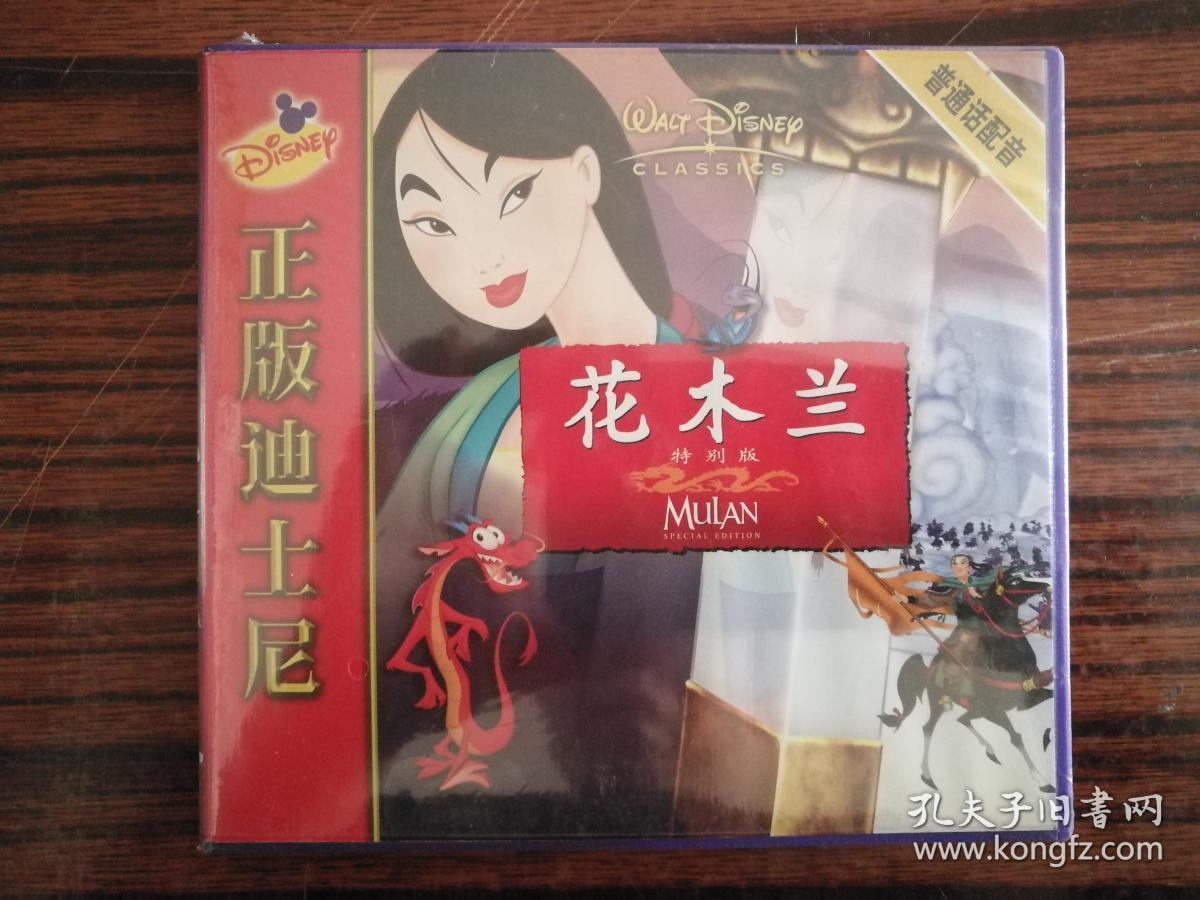 DISNEY
正版迪士尼
WALT DISNEY
CLASSICS
普通话配音
花木兰
特别版
MULAN
SPECIAL EDITION
孔夫子旧书网
www.kongfz.com